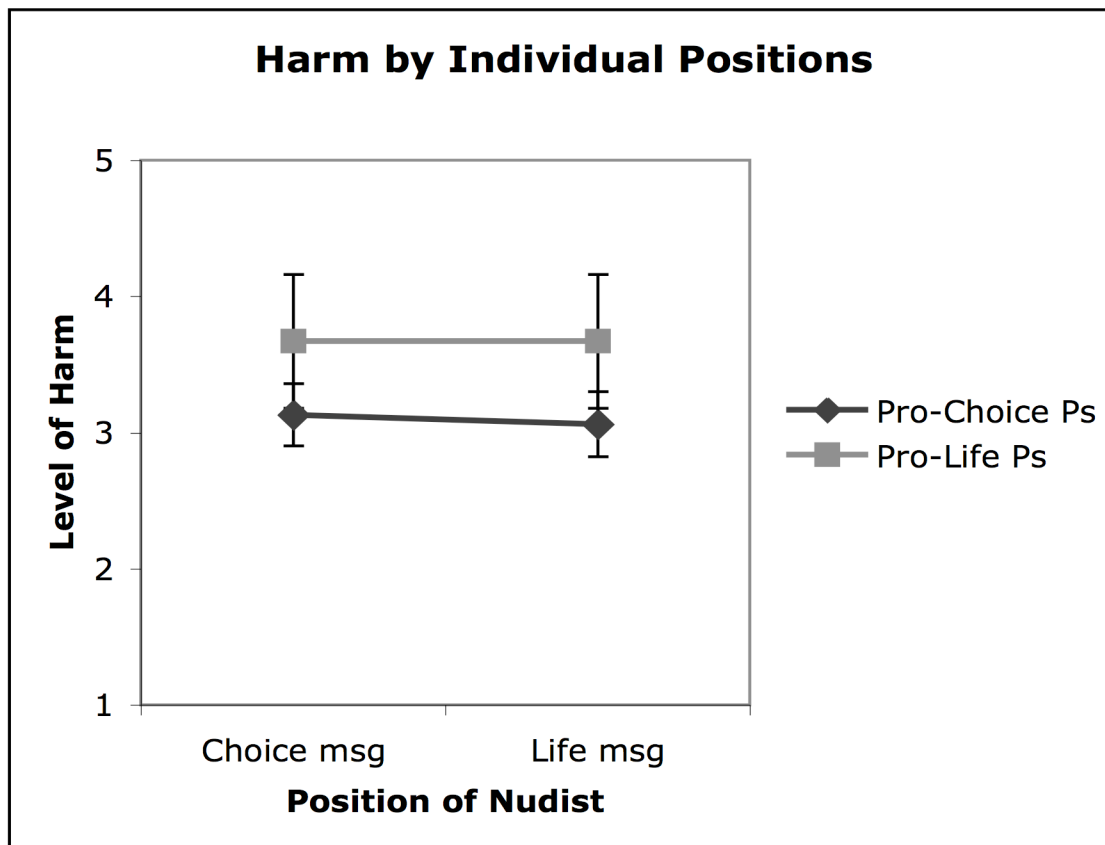 Harm by Individual Positions
5
4
3
2
1
Level of Harm
Choice msg
Life msg
Position of Nudist
Pro-Choice Ps
Pro-Life Ps